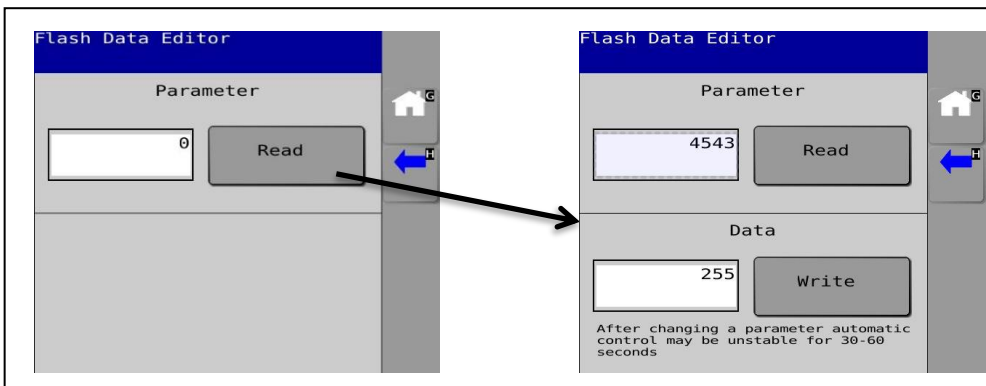 Flash Data Editor
Parameter
0
Read
G
H
Flash Data Editor
Parameter
4543
Read
Data
255
Write
After changing a parameter automatic
control may be unstable for 30-60
seconds
G
H